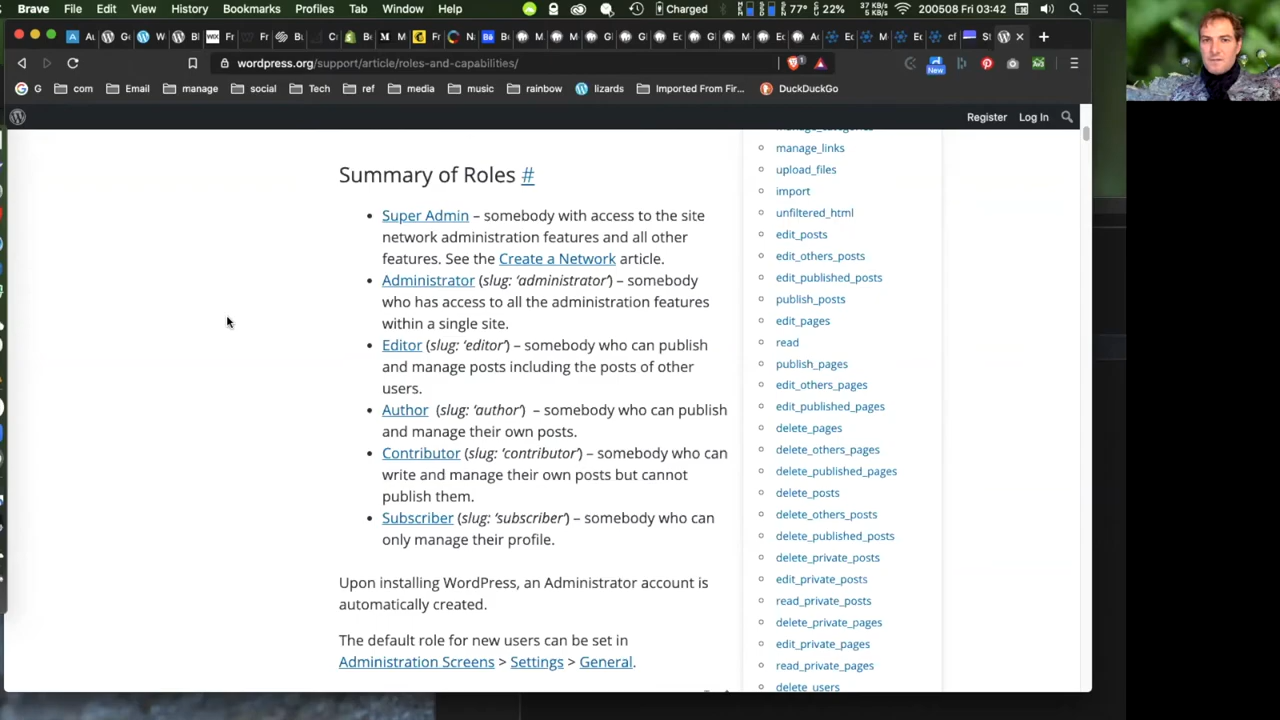 Brave File Edit View History Bookmarks Profiles Tab Window Help
Charged 77° 22% 37 KB/s 5 KB/s 200508 Fri 03:42
wordpress.org/support/article/roles-and-capabilities/
New
G com Email manage social Tech ref media music rainbow lizards Imported From Fir... DuckDuckGo
Register Log In
Summary of Roles #
• Super Admin – somebody with access to the site
network administration features and all other
features. See the Create a Network article.
• Administrator (slug: ‘administrator’) – somebody
who has access to all the administration features
within a single site.
• Editor (slug: ‘editor’) – somebody who can publish
and manage posts including the posts of other
users.
• Author (slug: ‘author’) – somebody who can publish
and manage their own posts.
• Contributor (slug: ‘contributor’) – somebody who can
write and manage their own posts but cannot
publish them.
• Subscriber (slug: ‘subscriber’) – somebody who can
only manage their profile.
Upon installing WordPress, an Administrator account is
automatically created.
The default role for new users can be set in
Administration Screens > Settings > General.
manage_categories
manage_links
upload_files
import
unfiltered_html
edit_posts
edit_others_posts
edit_published_posts
publish_posts
edit_pages
read
publish_pages
edit_others_pages
edit_published_pages
delete_pages
delete_others_pages
delete_published_pages
delete_posts
delete_others_posts
delete_published_posts
delete_private_posts
edit_private_posts
read_private_posts
delete_private_pages
edit_private_pages
read_private_pages
delete_users